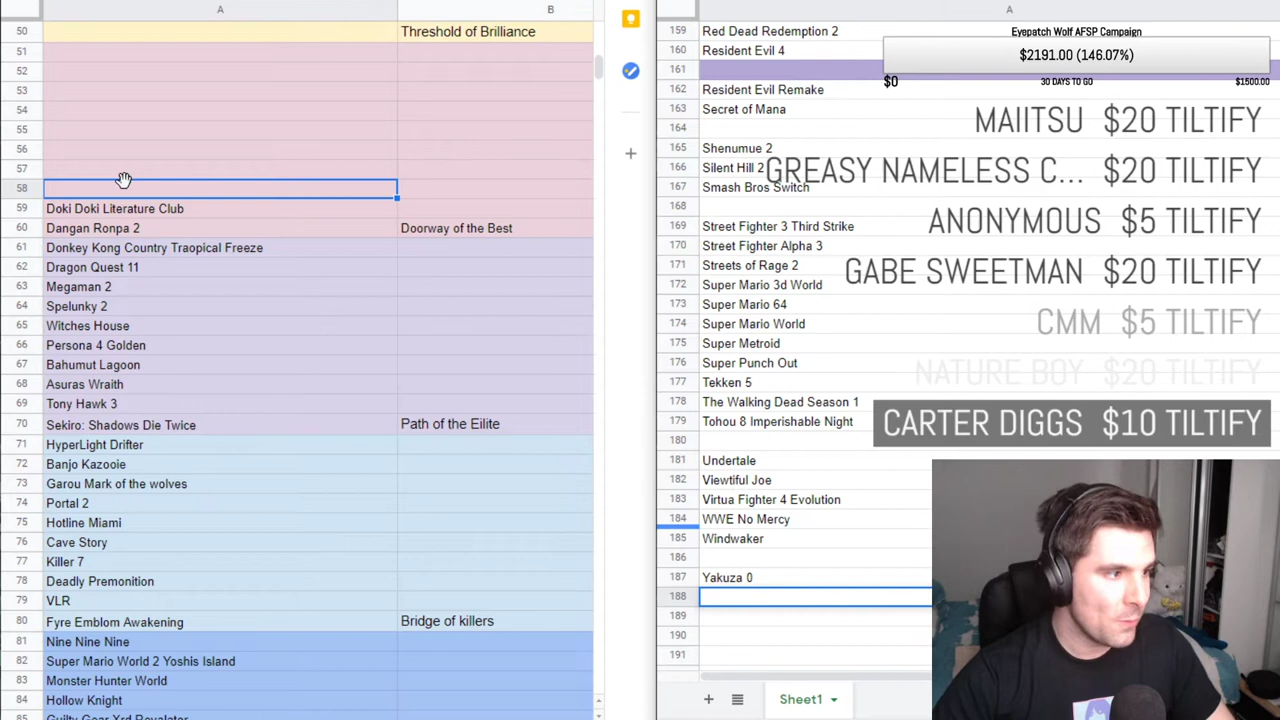 A
B
50 Threshold of Brilliance
51
52
53
54
55
56
57
58
59 Doki Doki Literature Club
60 Dangan Ronpa 2 Doorway of the Best
61 Donkey Kong Country Traopical Freeze
62 Dragon Quest 11
63 Megaman 2
64 Spelunky 2
65 Witches House
66 Persona 4 Golden
67 Bahumut Lagoon
68 Asuras Wraith
69 Tony Hawk 3
70 Sekiro: Shadows Die Twice Path of the Eilite
71 HyperLight Drifter
72 Banjo Kazooie
73 Garou Mark of the wolves
74 Portal 2
75 Hotline Miami
76 Cave Story
77 Killer 7
78 Deadly Premonition
79 VLR
80 Fyre Emblom Awakening Bridge of killers
81 Nine Nine Nine
82 Super Mario World 2 Yoshis Island
83 Monster Hunter World
84 Hollow Knight
85 Guilty Gear Xrd Revelator
A
159 Red Dead Redemption 2
160 Resident Evil 4
161
162 Resident Evil Remake
163 Secret of Mana
164
165 Shenumue 2
166 Silent Hill 2
167 Smash Bros Switch
168
169 Street Fighter 3 Third Strike
170 Street Fighter Alpha 3
171 Streets of Rage 2
172 Super Mario 3d World
173 Super Mario 64
174 Super Mario World
175 Super Metroid
176 Super Punch Out
177 Tekken 5
178 The Walking Dead Season 1
179 Tohou 8 Imperishable Night
180
181 Undertale
182 Viewtiful Joe
183 Virtua Fighter 4 Evolution
184 WWE No Mercy
185 Windwaker
186
187 Yakuza 0
188
189
190
191
Sheet1
Eyepatch Wolf AFSP Campaign
$2191.00 (146.07%)
$0 30 DAYS TO GO $1500.00
MAIITSU $20 TILTIFY
GREASY NAMELESS C... $20 TILTIFY
ANONYMOUS $5 TILTIFY
GABE SWEETMAN $20 TILTIFY
CMM $5 TILTIFY
NATURE BOY $20 TILTIFY
CARTER DIGGS $10 TILTIFY